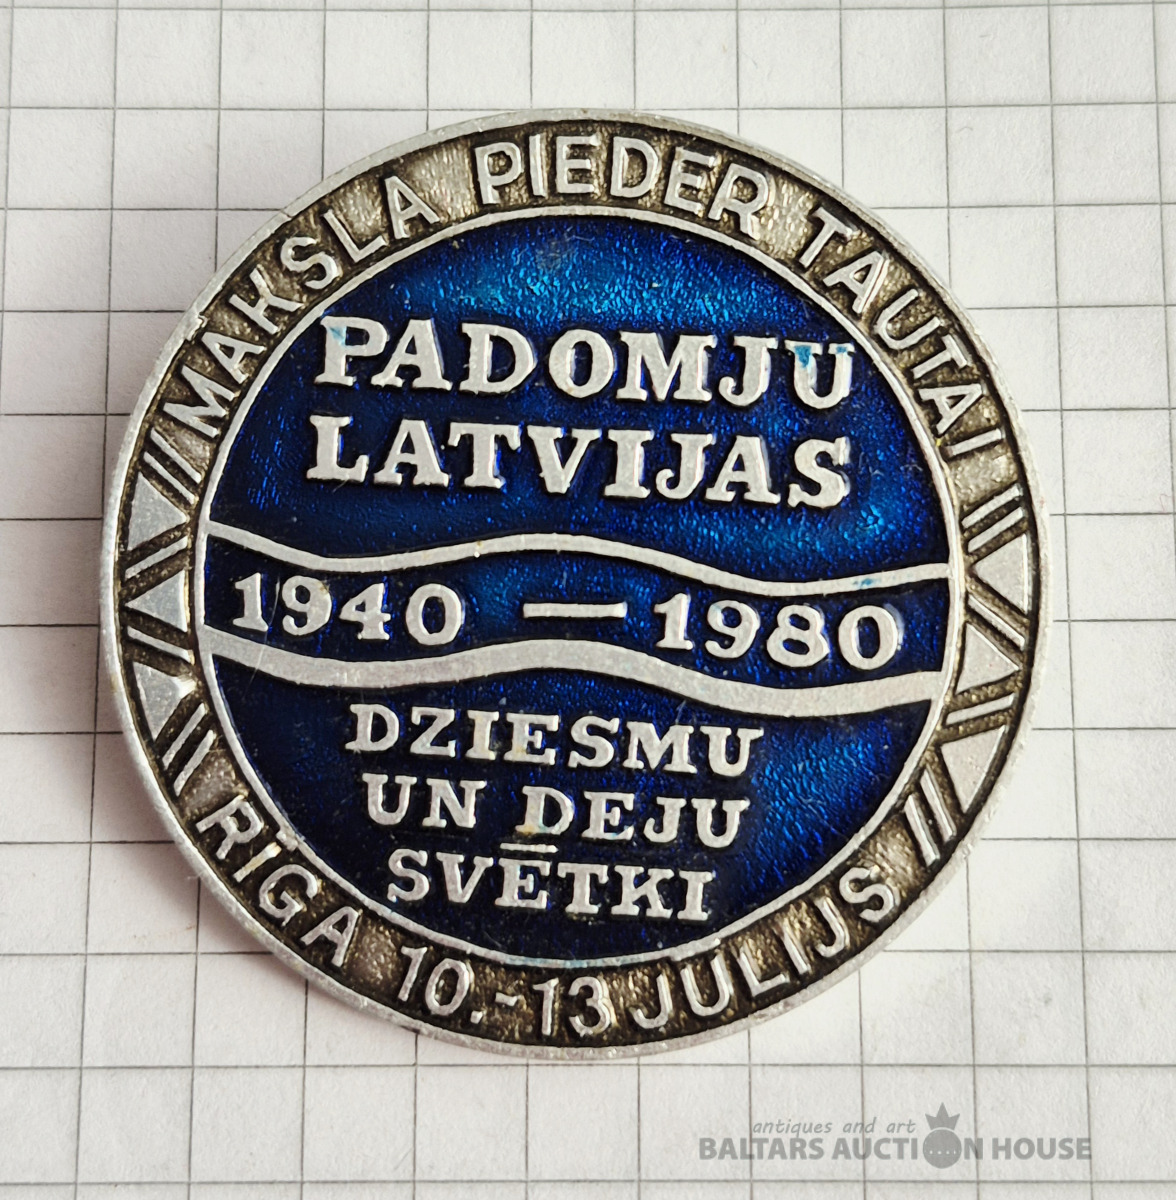 MAKSLA PIEDER TAUTAI
PADOMJU
LATVIJAS
1940 — 1980
DZIESMU
UN DEJU
SVĒTKI
RĪGA 10.-13 JŪLIJS
antiques and art
BALTARS AUCTION HOUSE